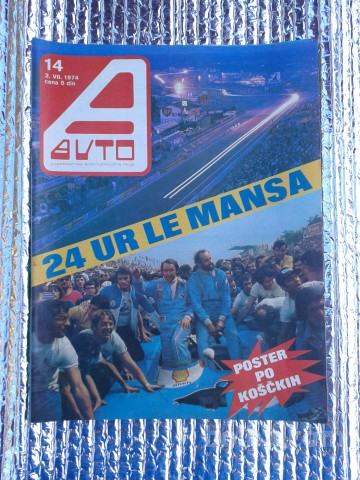 14
2. VII. 1974
cena 5 din
AVTO
24 UR LE MANSA
POSTER
PO
KOŠČKIH